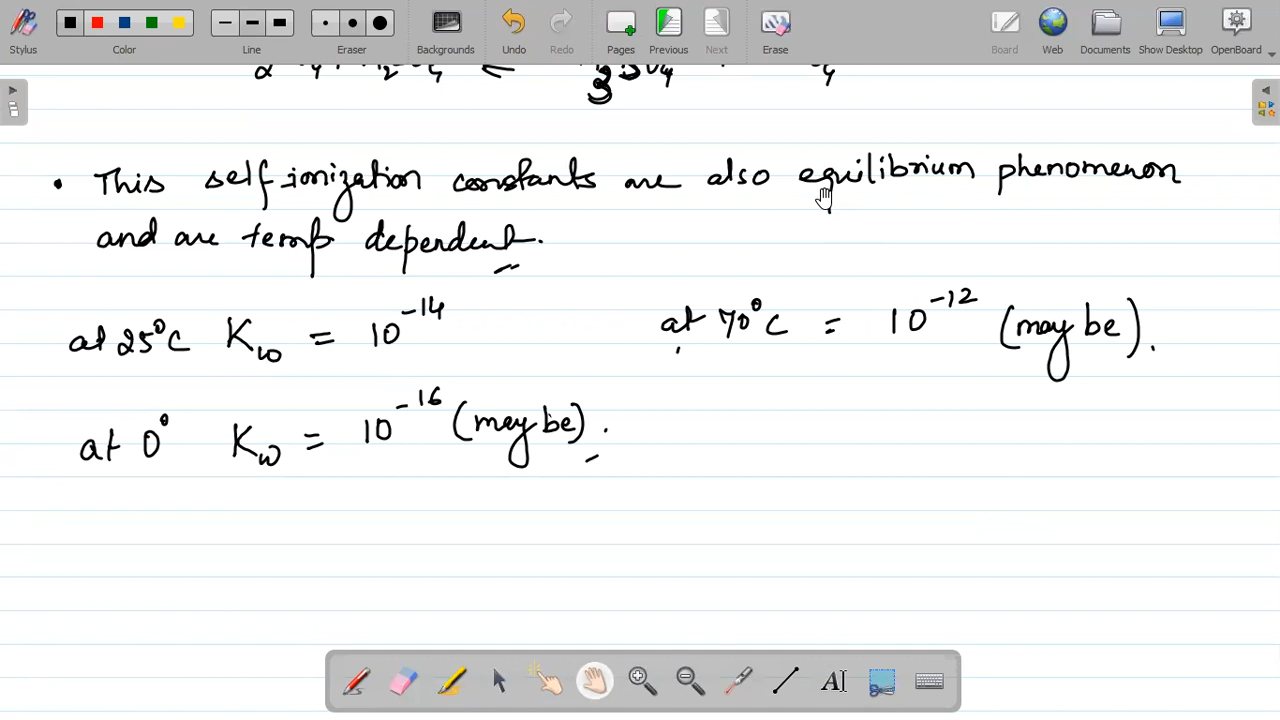 Stylus
Color
Line
Eraser
Backgrounds
Undo
Redo
Pages
Previous
Next
Erase
Board
Web
Documents
Show Desktop
OpenBoard
• This self-ionization constants are also equilibrium phenomenon
and are temp dependent.
at 25°C Kw = 10⁻¹⁴
at 70°C = 10⁻¹² (may be).
at 0° Kw = 10⁻¹⁶ (may be).